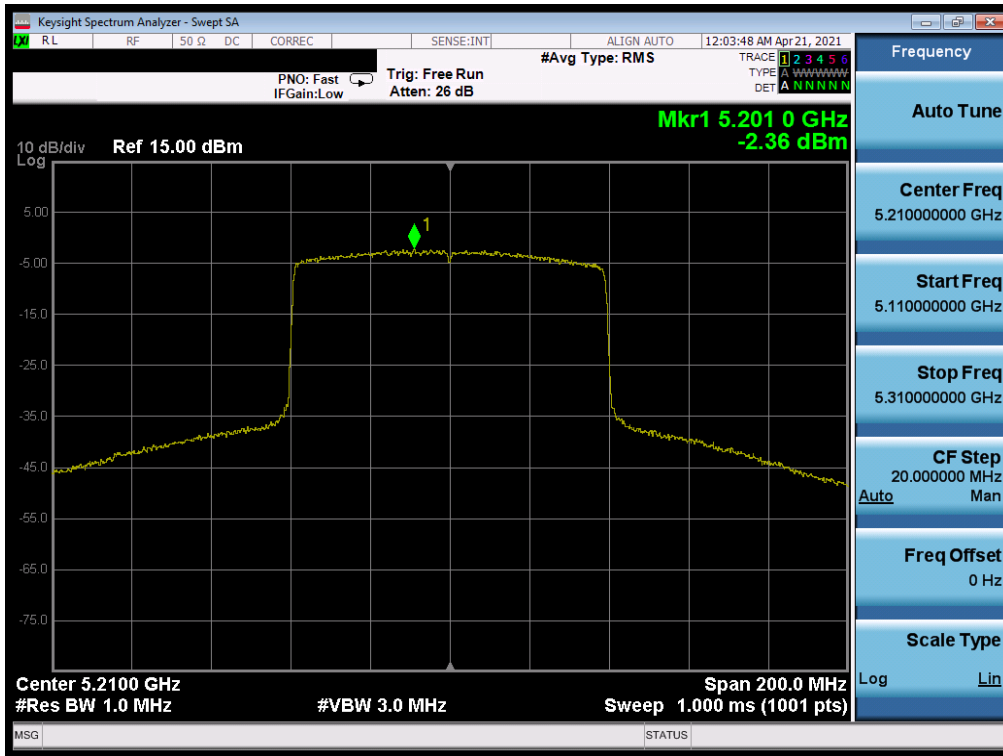 Keysight Spectrum Analyzer - Swept SA
LXI RL RF 50 Ω DC CORREC SENSE:INT ALIGN AUTO 12:03:48 AM Apr 21, 2021
#Avg Type: RMS TRACE 1 2 3 4 5 6
PNO: Fast Trig: Free Run TYPE A WWWWW
IFGain:Low Atten: 26 dB DET A N N N N N
Mkr1 5.201 0 GHz
10 dB/div Ref 15.00 dBm -2.36 dBm
Log
1
5.00
-5.00
-15.0
-25.0
-35.0
-45.0
-55.0
-65.0
-75.0
Center 5.2100 GHz Span 200.0 MHz
#Res BW 1.0 MHz #VBW 3.0 MHz Sweep 1.000 ms (1001 pts)
MSG STATUS
Frequency
Auto Tune
Center Freq
5.210000000 GHz
Start Freq
5.110000000 GHz
Stop Freq
5.310000000 GHz
CF Step
20.000000 MHz
Auto Man
Freq Offset
0 Hz
Scale Type
Log Lin